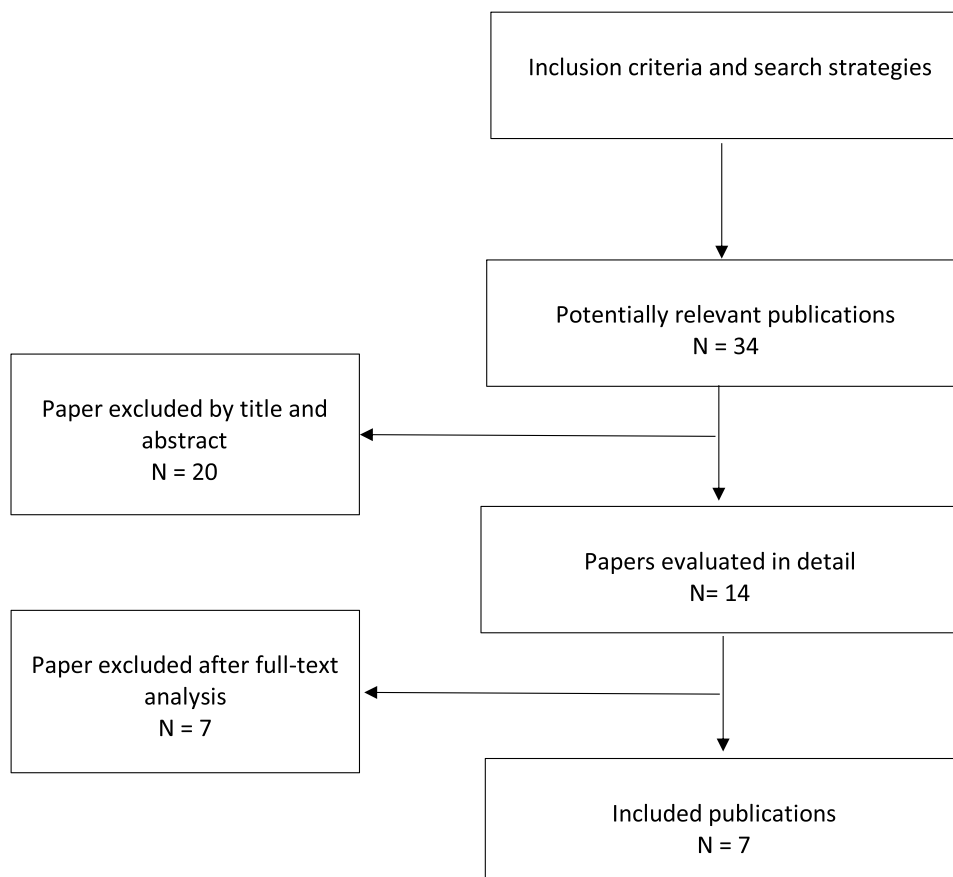 Inclusion criteria and search strategies
Potentially relevant publications
N = 34
Paper excluded by title and
abstract
N = 20
Papers evaluated in detail
N= 14
Paper excluded after full-text
analysis
N = 7
Included publications
N = 7